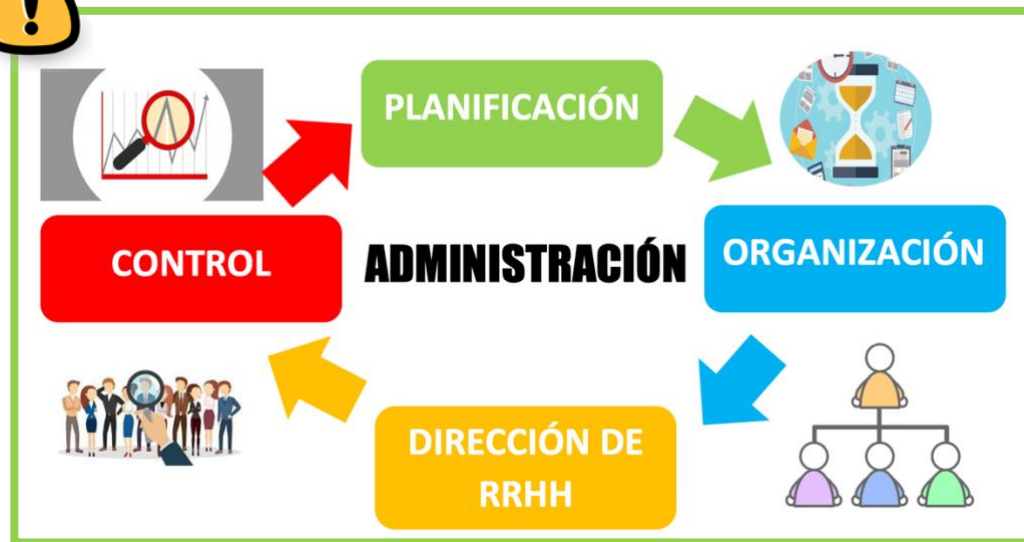 PLANIFICACIÓN
CONTROL
ADMINISTRACIÓN
ORGANIZACIÓN
DIRECCIÓN DE
RRHH